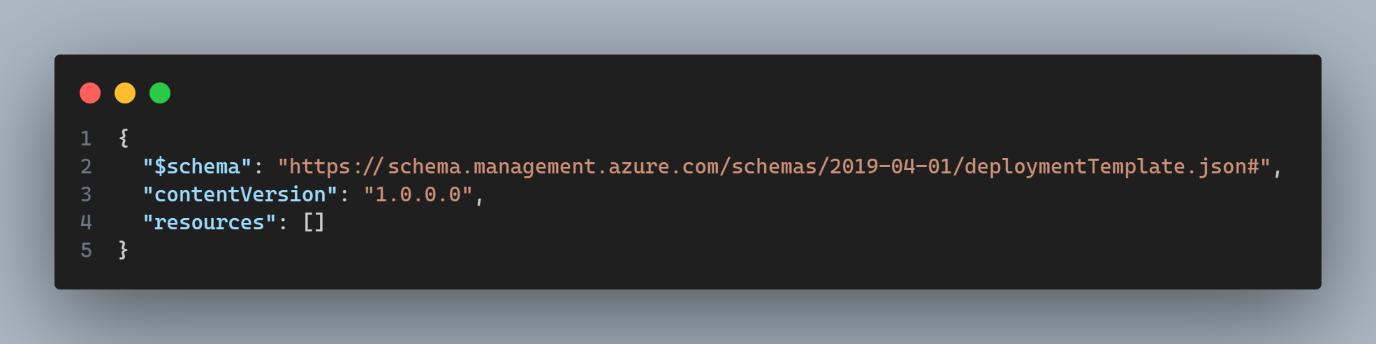 1 {
2 "$schema": "https://schema.management.azure.com/schemas/2019-04-01/deploymentTemplate.json#",
3 "contentVersion": "1.0.0.0",
4 "resources": []
5 }